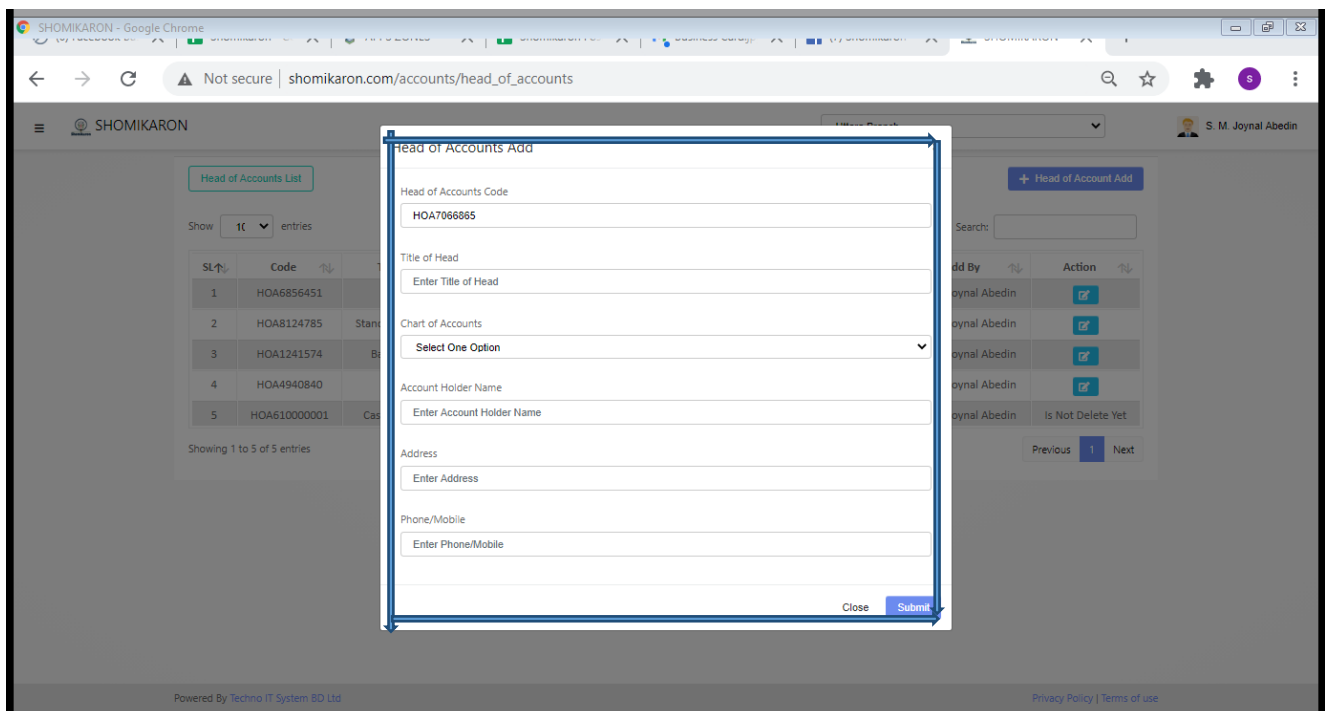 SHOMIKARON - Google Chrome
Not secure | shomikaron.com/accounts/head_of_accounts
S
SHOMIKARON
S. M. Joynal Abedin
Head of Accounts List
+ Head of Account Add
Show 10 entries
Search:
SL Code dd By Action
1 HOA6856451 oynal Abedin
2 HOA8124785 Stand oynal Abedin
3 HOA1241574 Ba oynal Abedin
4 HOA4940840 oynal Abedin
5 HOA610000001 Cas oynal Abedin Is Not Delete Yet
Showing 1 to 5 of 5 entries
Previous 1 Next
Head of Accounts Add
Head of Accounts Code
HOA7066865
Title of Head
Enter Title of Head
Chart of Accounts
Select One Option
Account Holder Name
Enter Account Holder Name
Address
Enter Address
Phone/Mobile
Enter Phone/Mobile
Close Submit
Powered By Techno IT System BD Ltd
Privacy Policy | Terms of use